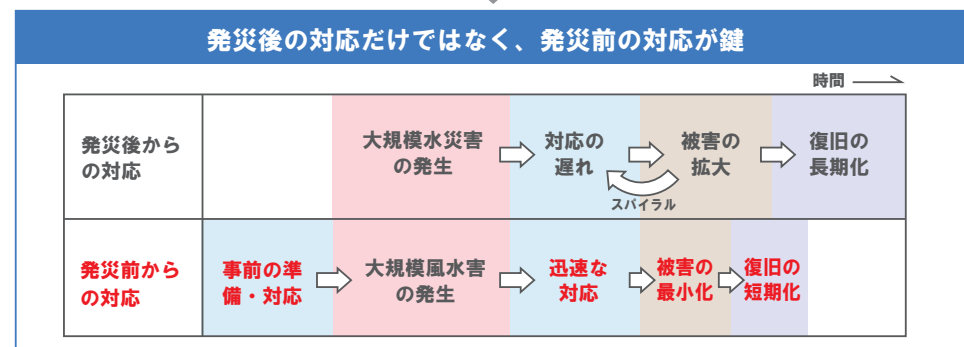 発災後の対応だけではなく、発災前の対応が鍵
時間
発災後から
の対応
大規模水災害
の発生
対応の
遅れ
被害の
拡大
復旧の
長期化
スパイラル
発災前から
の対応
事前の準
備・対応
大規模風水害
の発生
迅速な
対応
被害の
最小化
復旧の
短期化